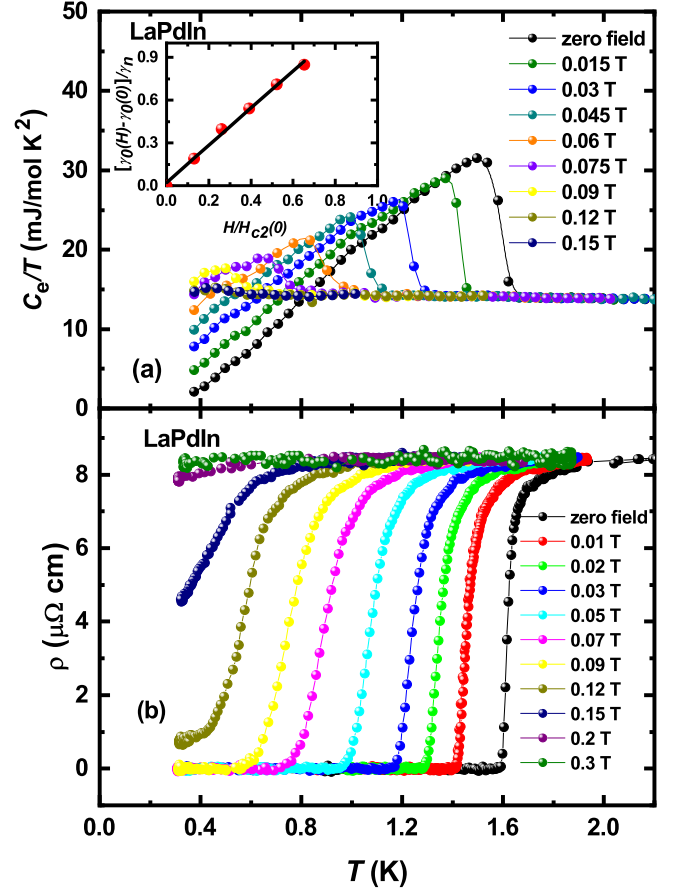 LaPdIn
[γ0(H)-γ0(0)]/γn
0.9
0.6
0.3
0.0
0.0 0.2 0.4 0.6 0.8 1
H/Hc2(0)
zero field
0.015 T
0.03 T
0.045 T
0.06 T
0.075 T
0.09 T
0.12 T
0.15 T
Ce/T (mJ/mol K²)
50
40
30
20
10
0
(a)
LaPdIn
zero field
0.01 T
0.02 T
0.03 T
0.05 T
0.07 T
0.09 T
0.12 T
0.15 T
0.2 T
0.3 T
ρ (μΩ cm)
8
6
4
2
0
(b)
0.0 0.4 0.8 1.2 1.6 2.0
T (K)